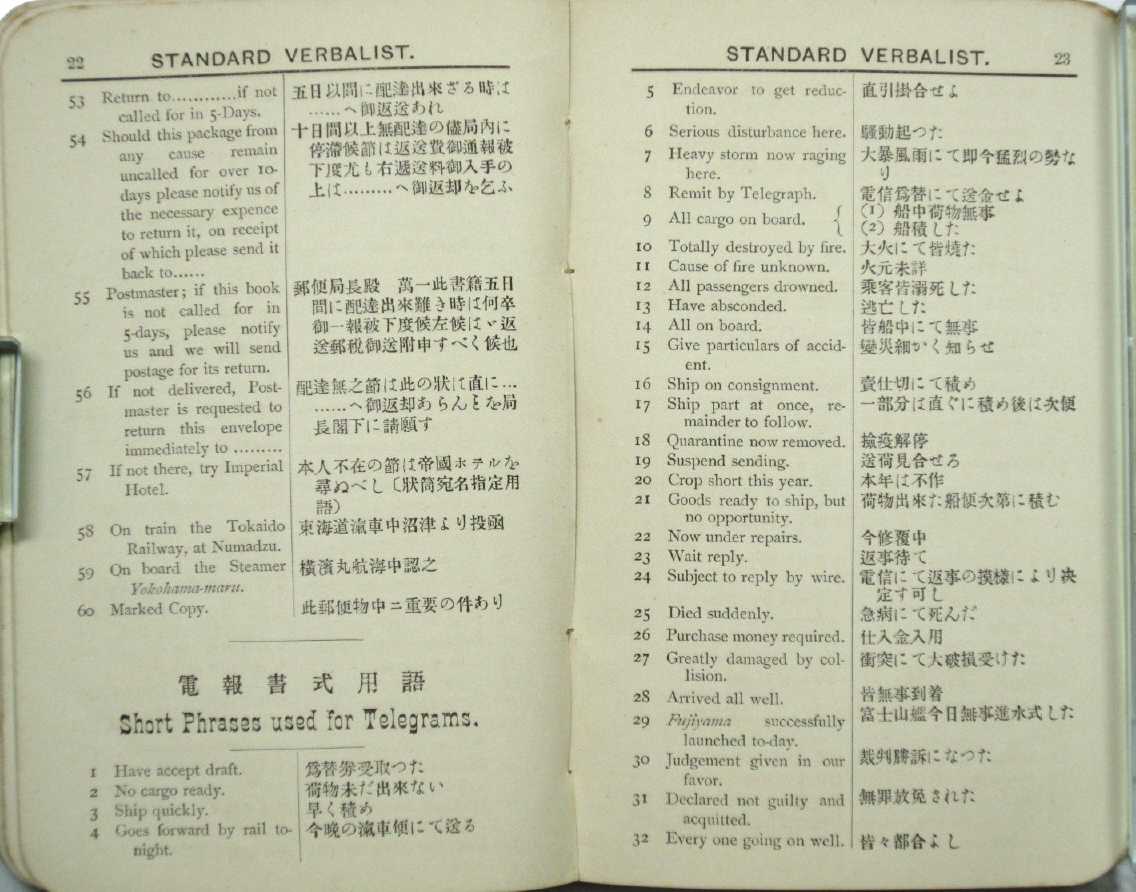 22 STANDARD VERBALIST.
53 Return to............if not
called for in 5-Days.
五日以間に配達出來ざる時は
......へ御返送あれ
54 Should this package from
any cause remain
uncalled for over 10-
days please notify us of
the necessary expence
to return it, on receipt
of which please send it
back to......
十日間以上無配達の儘局內に
停滯候節は返送費御通報被
下度尤も右遞送料御入手の
上は.........へ御返却を乞ふ
55 Postmaster; if this book
is not called for in
5-days, please notify
us and we will send
postage for its return.
郵便局長殿 萬一此書籍五日
間に配達出來難き時は何卒
御一報被下度候左候はゞ返
送郵稅御送附申すべく候也
56 If not delivered, Post-
master is requested to
return this envelope
immediately to .........
配達無之節は此の狀は直に...
......へ御返却あらんとを局
長閣下に請願す
57 If not there, try Imperial
Hotel.
本人不在の節は帝國ホテルを
尋ぬべし〔狀筒宛名指定用
語〕
58 On train the Tokaido
Railway, at Numadzu.
東海道滊車中沼津より投凾
59 On board the Steamer
Yokohama-maru.
橫濱丸航海中認之
60 Marked Copy.
此郵便物中ニ重要の件あり
電報書式用語
Short Phrases used for Telegrams.
1 Have accept draft.
爲替劵受取つた
2 No cargo ready.
荷物未だ出來ない
3 Ship quickly.
早く積め
4 Goes forward by rail to-
night.
今晚の滊車便にて送る
STANDARD VERBALIST. 23
5 Endeavor to get reduc-
tion.
直引掛合せよ
6 Serious disturbance here.
騷動起つた
7 Heavy storm now raging
here.
大暴風雨にて即今猛烈の勢な
り
8 Remit by Telegraph.
電信爲替にて送金せよ
9 All cargo on board.
(1) 船中荷物無事
(2) 船積した
10 Totally destroyed by fire.
大火にて皆燒た
11 Cause of fire unknown.
火元未詳
12 All passengers drowned.
乘客皆溺死した
13 Have absconded.
逃亡した
14 All on board.
皆船中にて無事
15 Give particulars of accid-
ent.
變災細かく知らせ
16 Ship on consignment.
賣仕切にて積め
17 Ship part at once, re-
mainder to follow.
一部分は直ぐに積め後は次便
18 Quarantine now removed.
撿疫解停
19 Suspend sending.
送荷見合せろ
20 Crop short this year.
本年は不作
21 Goods ready to ship, but
no opportunity.
荷物出來た船便次第に積む
22 Now under repairs.
今修覆中
23 Wait reply.
返事待て
24 Subject to reply by wire.
電信にて返事の摸樣により決
定す可し
25 Died suddenly.
急病にて死んだ
26 Purchase money required.
仕入金入用
27 Greatly damaged by col-
lision.
衝突にて大破損受けた
28 Arrived all well.
皆無事到着
29 Fujiyama successfully
launched to-day.
富士山艦今日無事進水式した
30 Judgement given in our
favor.
裁判勝訴になつた
31 Declared not guilty and
acquitted.
無罪放免された
32 Every one going on well.
皆々都合よし